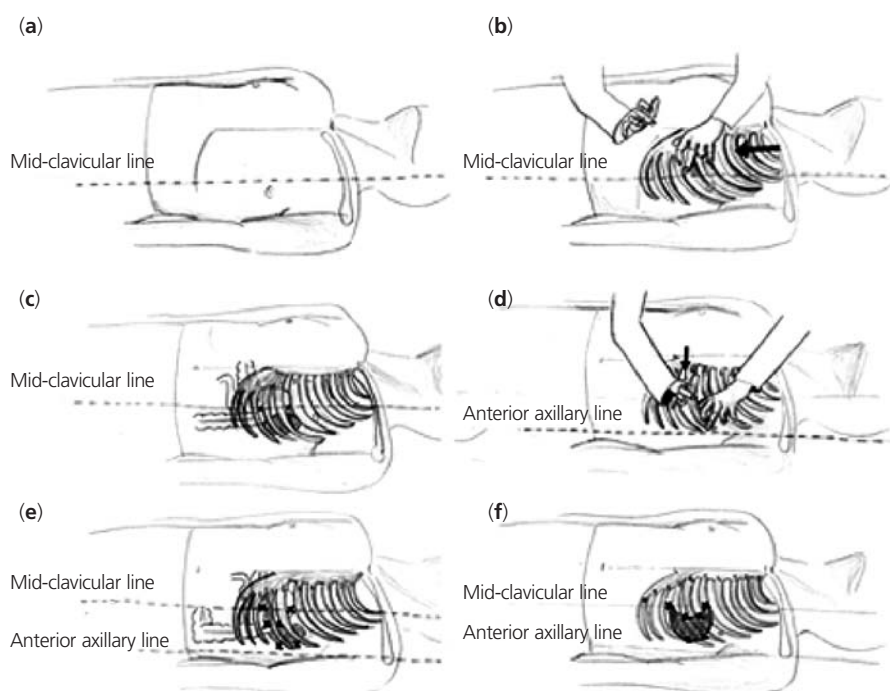 (a)
Mid-clavicular line
(b)
Mid-clavicular line
(c)
Mid-clavicular line
(d)
Anterior axillary line
(e)
Mid-clavicular line
Anterior axillary line
(f)
Mid-clavicular line
Anterior axillary line